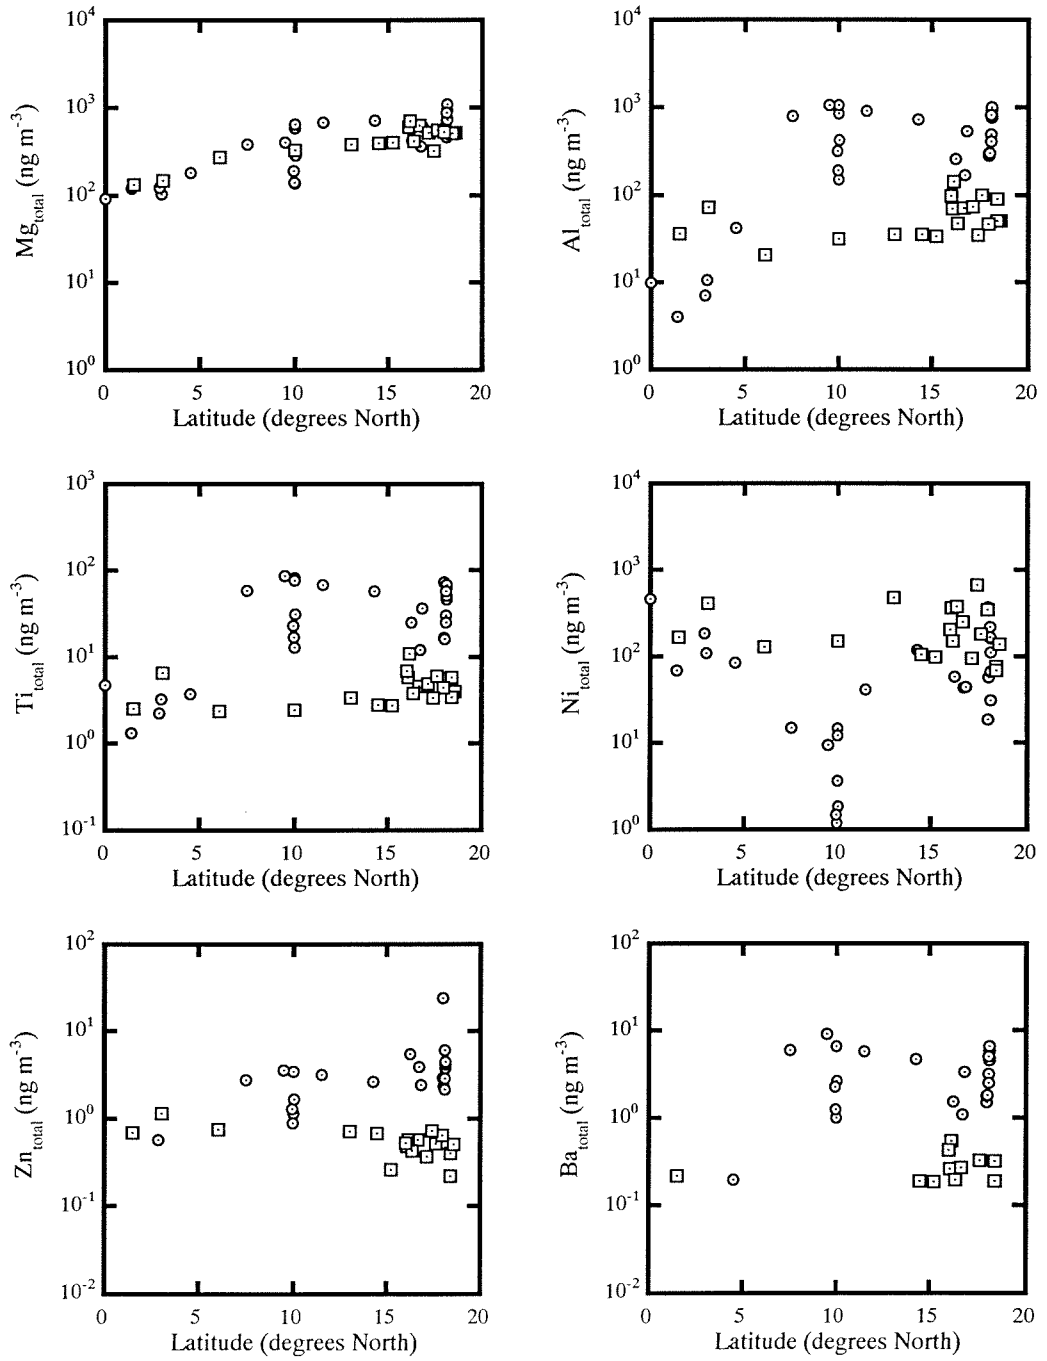 10^4
10^3
10^2
10^1
10^0
Mg_total (ng m^-3)
0 5 10 15 20
Latitude (degrees North)
10^4
10^3
10^2
10^1
10^0
Al_total (ng m^-3)
0 5 10 15 20
Latitude (degrees North)
10^3
10^2
10^1
10^0
10^-1
Ti_total (ng m^-3)
0 5 10 15 20
Latitude (degrees North)
10^4
10^3
10^2
10^1
10^0
Ni_total (ng m^-3)
0 5 10 15 20
Latitude (degrees North)
10^2
10^1
10^0
10^-1
10^-2
Zn_total (ng m^-3)
0 5 10 15 20
Latitude (degrees North)
10^2
10^1
10^0
10^-1
10^-2
Ba_total (ng m^-3)
0 5 10 15 20
Latitude (degrees North)